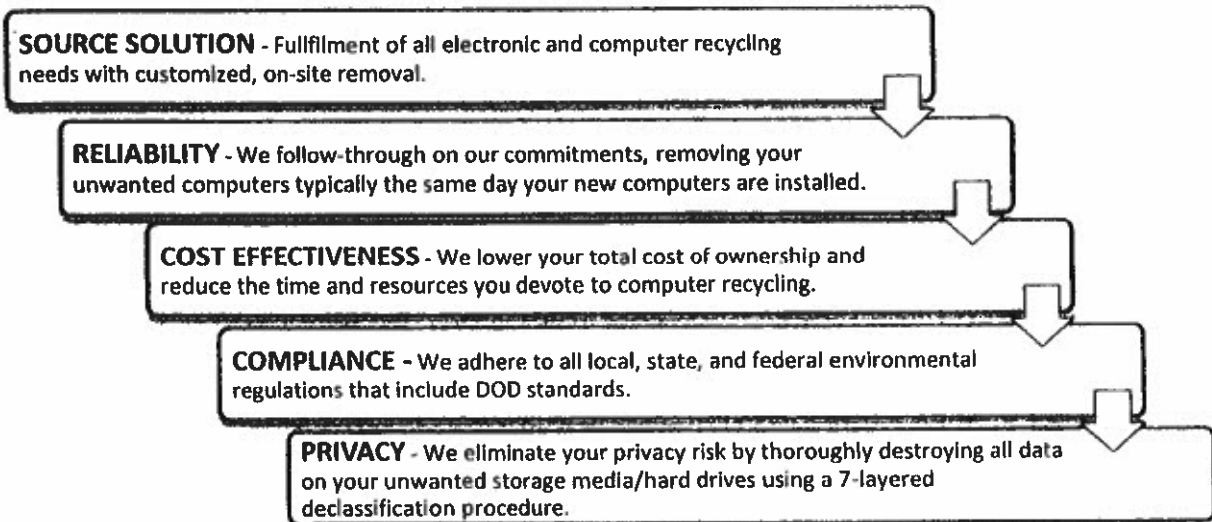 SOURCE SOLUTION - Fullfilment of all electronic and computer recycling
needs with customized, on-site removal.
RELIABILITY - We follow-through on our commitments, removing your
unwanted computers typically the same day your new computers are installed.
COST EFFECTIVENESS - We lower your total cost of ownership and
reduce the time and resources you devote to computer recycling.
COMPLIANCE - We adhere to all local, state, and federal environmental
regulations that include DOD standards.
PRIVACY - We eliminate your privacy risk by thoroughly destroying all data
on your unwanted storage media/hard drives using a 7-layered
declassification procedure.